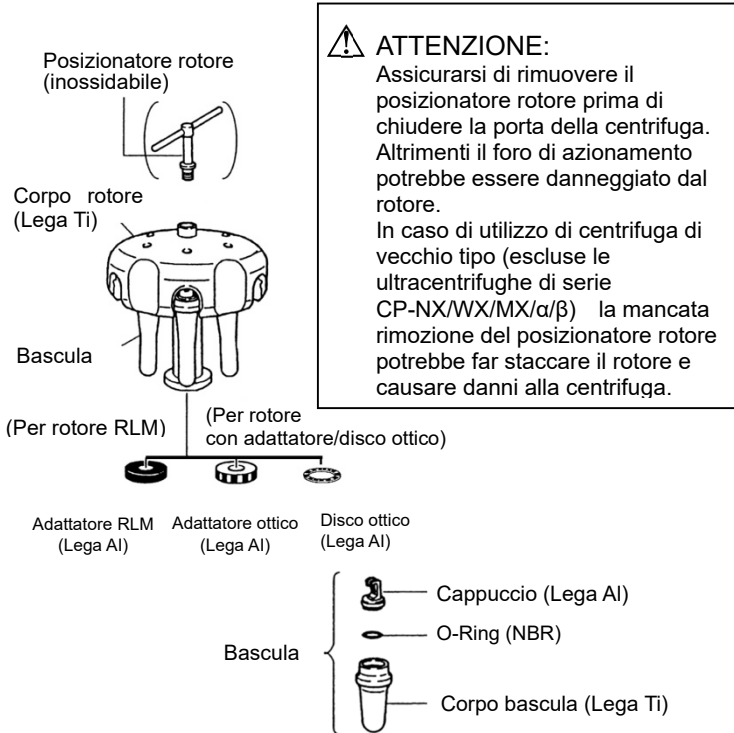 Posizionatore rotore
(inossidabile)
Corpo rotore
(Lega Ti)
Bascula
(Per rotore RLM)
(Per rotore
con adattatore/disco ottico)
Adattatore RLM
(Lega Al)
Adattatore ottico
(Lega Al)
Disco ottico
(Lega Al)
Bascula
Cappuccio (Lega Al)
O-Ring (NBR)
Corpo bascula (Lega Ti)
ATTENZIONE:
Assicurarsi di rimuovere il
posizionatore rotore prima di
chiudere la porta della centrifuga.
Altrimenti il foro di azionamento
potrebbe essere danneggiato dal
rotore.
In caso di utilizzo di centrifuga di
vecchio tipo (escluse le
ultracentrifughe di serie
CP-NX/WX/MX/α/β) la mancata
rimozione del posizionatore rotore
potrebbe far staccare il rotore e
causare danni alla centrifuga.